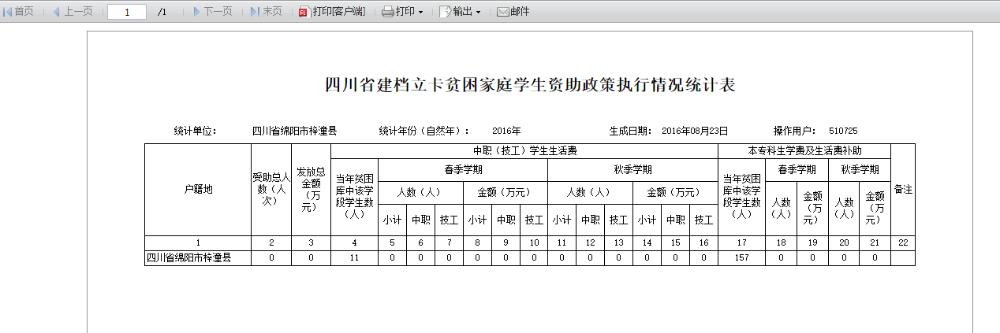 首页 上一页 1 /1 下一页 末页 打印[客户端] 打印 输出 邮件
四川省建档立卡贫困家庭学生资助政策执行情况统计表
统计单位： 四川省绵阳市梓潼县 统计年份（自然年）： 2016年 生成日期： 2016年08月23日 操作用户： 510725
户籍地 受助总人数（人次） 发放总金额（万元） 中职（技工）学生生活费 本专科生学费及生活费补助 备注
当年贫困库中该学段学生数（人） 春季学期 秋季学期 当年贫困库中该学段学生数（人） 春季学期 秋季学期
人数（人） 金额（万元） 人数（人） 金额（万元） 人数（人） 金额（万元） 人数（人） 金额（万元）
小计 中职 技工 小计 中职 技工 小计 中职 技工 小计 中职 技工
1 2 3 4 5 6 7 8 9 10 11 12 13 14 15 16 17 18 19 20 21 22
四川省绵阳市梓潼县 0 0 11 0 0 0 0 0 0 0 0 0 0 0 0 157 0 0 0 0